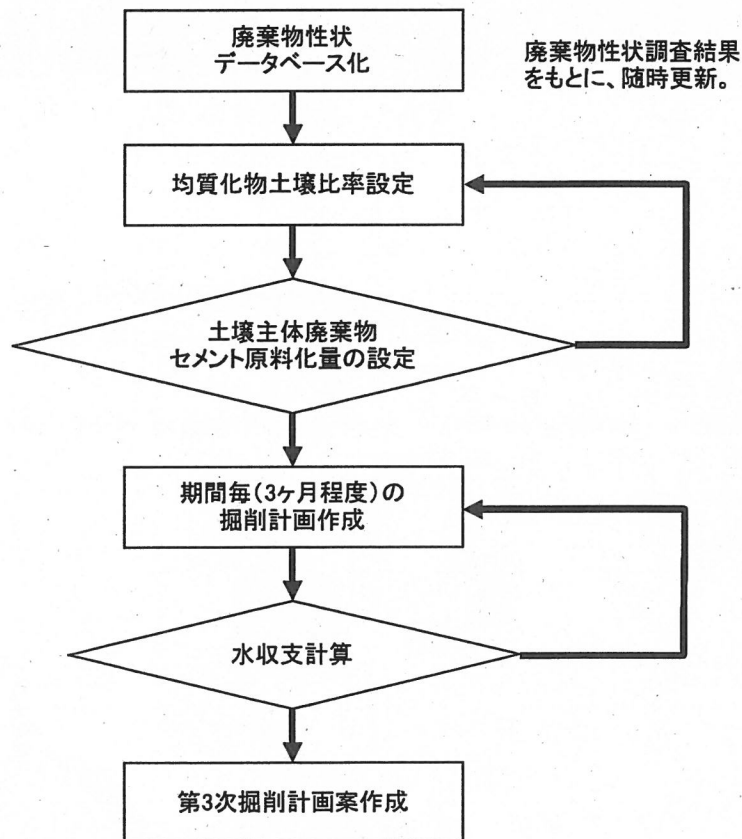 廃棄物性状
データベース化
廃棄物性状調査結果
をもとに、随時更新。
均質化物土壌比率設定
土壌主体廃棄物
セメント原料化量の設定
期間毎(3ヶ月程度)の
掘削計画作成
水収支計算
第3次掘削計画案作成